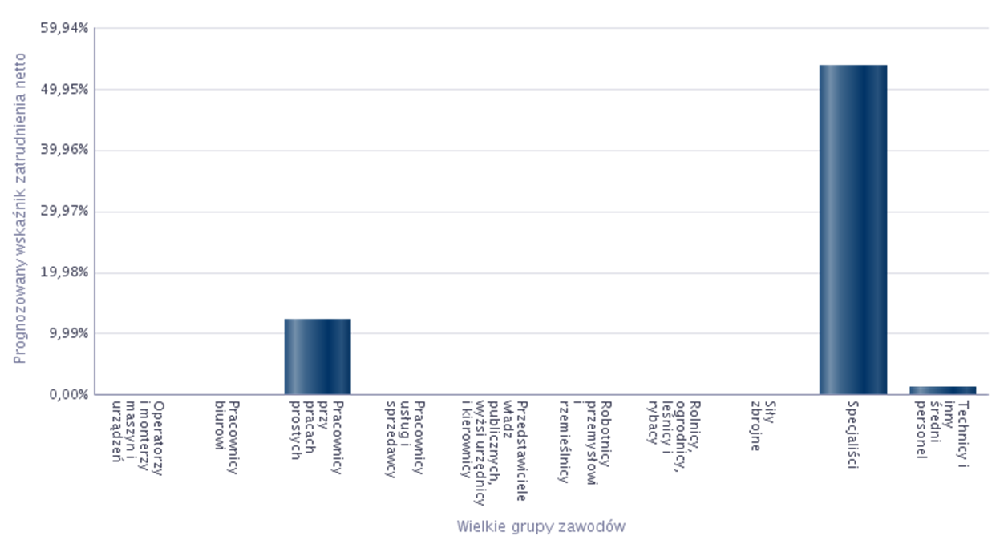 59,94%
49,95%
39,96%
29,97%
19,98%
9,99%
0,00%
Prognozowany wskaźnik zatrudnienia netto
Operatorzy
i monterzy
maszyn i
urządzeń
Pracownicy
biurowi
Pracownicy
przy
pracach
prostych
Pracownicy
usług i
sprzedawcy
Przedstawiciele
władz
publicznych,
wyżsi urzędnicy
i kierownicy
Robotnicy
przemysłowi
i
rzemieślnicy
Rolnicy,
ogrodnicy,
leśnicy i
rybacy
Siły
zbrojne
Specjaliści
Technicy i
inny
średni
personel
Wielkie grupy zawodów